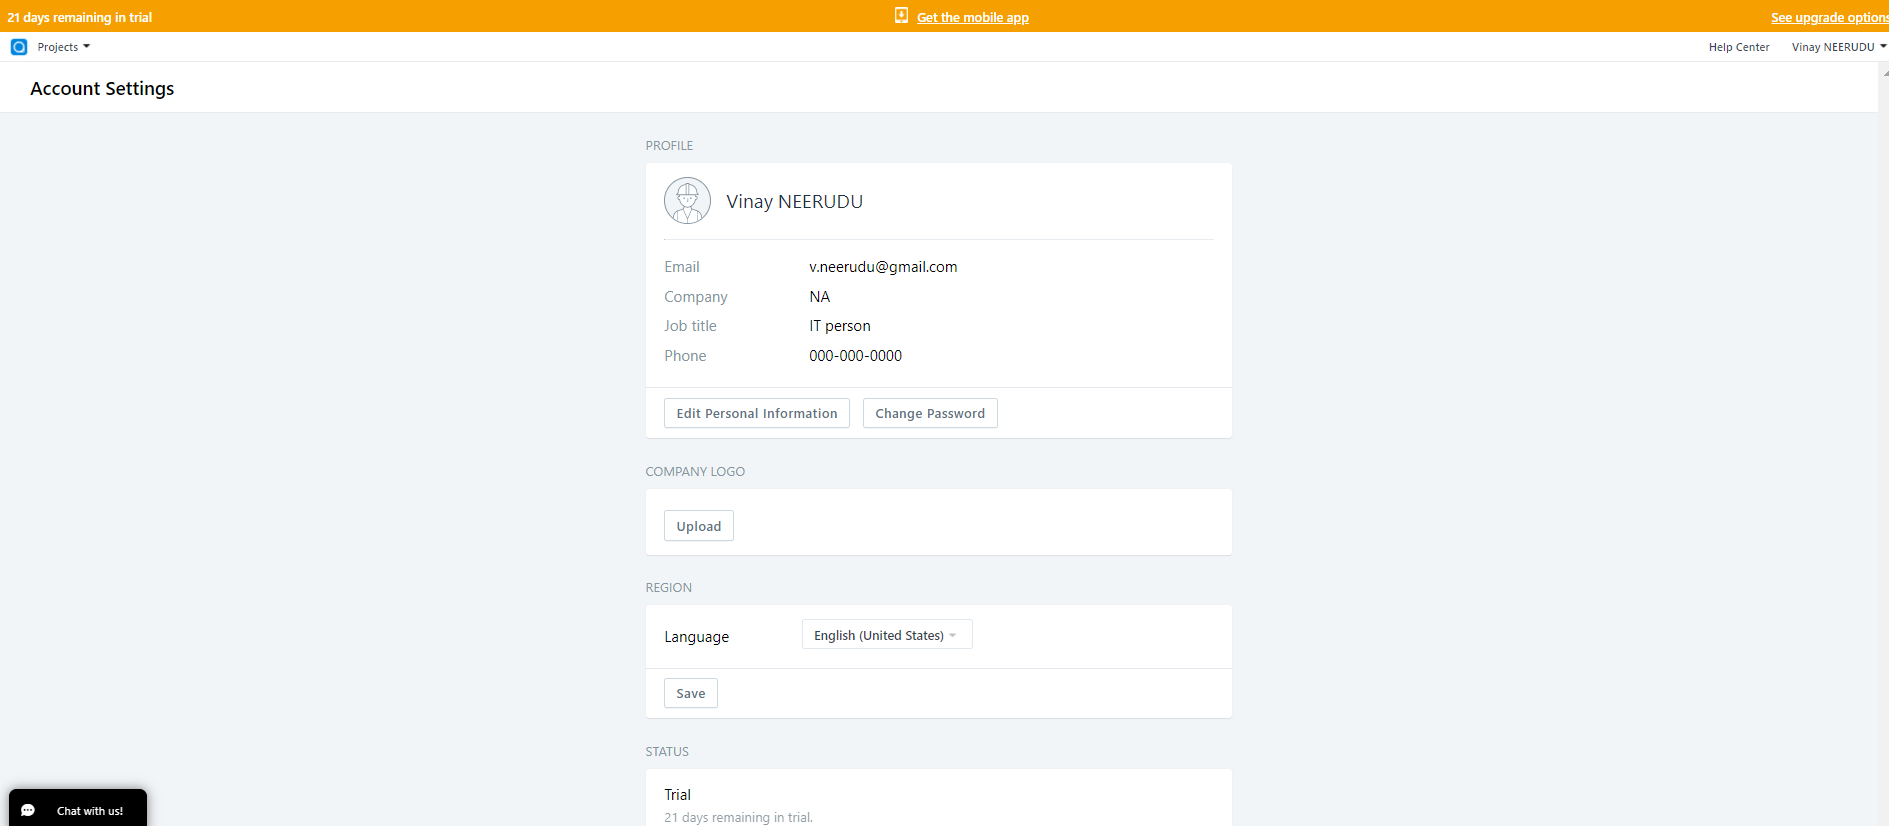 21 days remaining in trial
Get the mobile app
See upgrade options
Projects
Help Center
Vinay NEERUDU
Account Settings
PROFILE
Vinay NEERUDU
Email v.neerudu@gmail.com
Company NA
Job title IT person
Phone 000-000-0000
Edit Personal Information Change Password
COMPANY LOGO
Upload
REGION
Language English (United States)
Save
STATUS
Trial
21 days remaining in trial.
Chat with us!